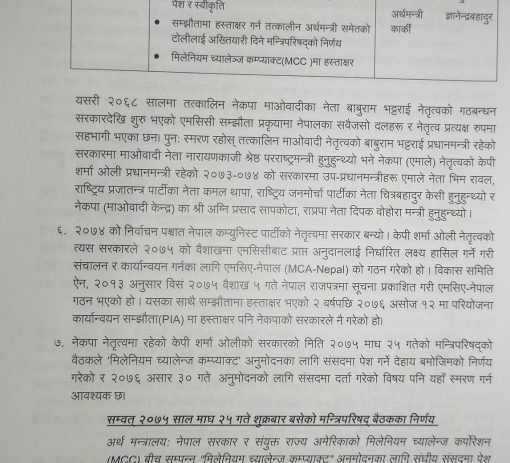 पेश र स्वीकृति
सम्झौतामा हस्ताक्षर गर्न तत्कालीन अर्थमन्त्री समेतको
टोलीलाई अख्तियारी दिने मन्त्रिपरिषद्को निर्णय
अर्थमन्त्री ज्ञानेन्द्रबहादुर
कार्की
मिलेनियम च्यालेञ्ज कम्प्याक्ट(MCC )मा हस्ताक्षर
यसरी २०६८ सालमा तत्कालिन नेकपा माओवादीका नेता बाबुराम भट्टराई नेतृत्वको गठबन्धन
सरकारदेखि शुरु भएको एमसिसी सम्झौता प्रकृयामा नेपालका सवैजसो दलहरू र नेतृत्व प्रत्यक्ष रुपमा
सहभागी भएका छन्। पुनः स्मरण रहोस् तत्कालिन माओवादी नेतृत्वको बाबुराम भट्टराई प्रधानमन्त्री रहेको
सरकारमा माओवादी नेता नारायणकाजी श्रेष्ठ परराष्ट्रमन्त्री हुनुहुन्थ्यो भने नेकपा (एमाले) नेतृत्वको केपी
शर्मा ओली प्रधानमन्त्री रहेको २०७३-०७४ को सरकारमा उप-प्रधानमन्त्रीहरू एमाले नेता भिम रावल,
राष्ट्रिय प्रजातन्त्र पार्टीका नेता कमल थापा, राष्ट्रिय जनमोर्चा पार्टीका नेता चित्रबहादुर केसी हुनुहुन्थ्यो र
नेकपा (माओवादी केन्द्र) का श्री अग्नि प्रसाद सापकोटा, राप्रपा नेता दिपक वोहोरा मन्त्री हुनुहुन्थ्यो ।
६. २०७४ को निर्वाचन पश्चात नेपाल कम्युनिस्ट पार्टीको नेतृत्वमा सरकार बन्यो । केपी शर्मा ओली नेतृत्वको
त्यस सरकारले २०७५ को वैशाखमा एमसिसीबाट प्राप्त अनुदानलाई निर्धारित लक्ष्य हासिल गर्ने गरी
संचालन र कार्यान्वयन गर्नका लागि एमसिए-नेपाल (MCA-Nepal) को गठन गरेको हो । विकास समिति
ऐन, २०१३ अनुसार विसं २०७५ वैशाख ५ गते नेपाल राजपत्रमा सूचना प्रकाशित गरी एमसिए-नेपाल
गठन भएको हो । यसका साथै सम्झौतामा हस्ताक्षर भएको २ वर्षपछि २०७६ असोज १२ मा परियोजना
कार्यान्वयन सम्झौता(PIA) मा हस्ताक्षर पनि नेकपाको सरकारले नै गरेको हो।
७. नेकपा नेतृत्वमा रहेको केपी शर्मा ओलीको सरकारको मिति २०७५ माघ २५ गतेको मन्त्रिपरिषद्को
वैठकले 'मिलेनियम च्यालेन्ज कम्प्याक्ट' अनुमोदनका लागि संसदमा पेश गर्ने देहाय बमोजिमको निर्णय
गरेको र २०७६ असार ३० गते अनुमोदनको लागि संसदमा दर्ता गरेको विषय पनि यहाँ स्मरण गर्न
आवश्यक छ।
सम्वत् २०७५ साल माघ २५ गते शुक्रबार बसेको मन्त्रिपरिषद् बैठकका निर्णय
अर्थ मन्त्रालय: नेपाल सरकार र संयुक्त राज्य अमेरिकाको मिलेनियम च्यालेन्ज कर्पोरेशन
(MCC) बीच सम्पन्न "मिलेनियम च्यालेन्ज कम्प्याक्ट" अनुमोदनका लागि संघीय संसदमा पेश